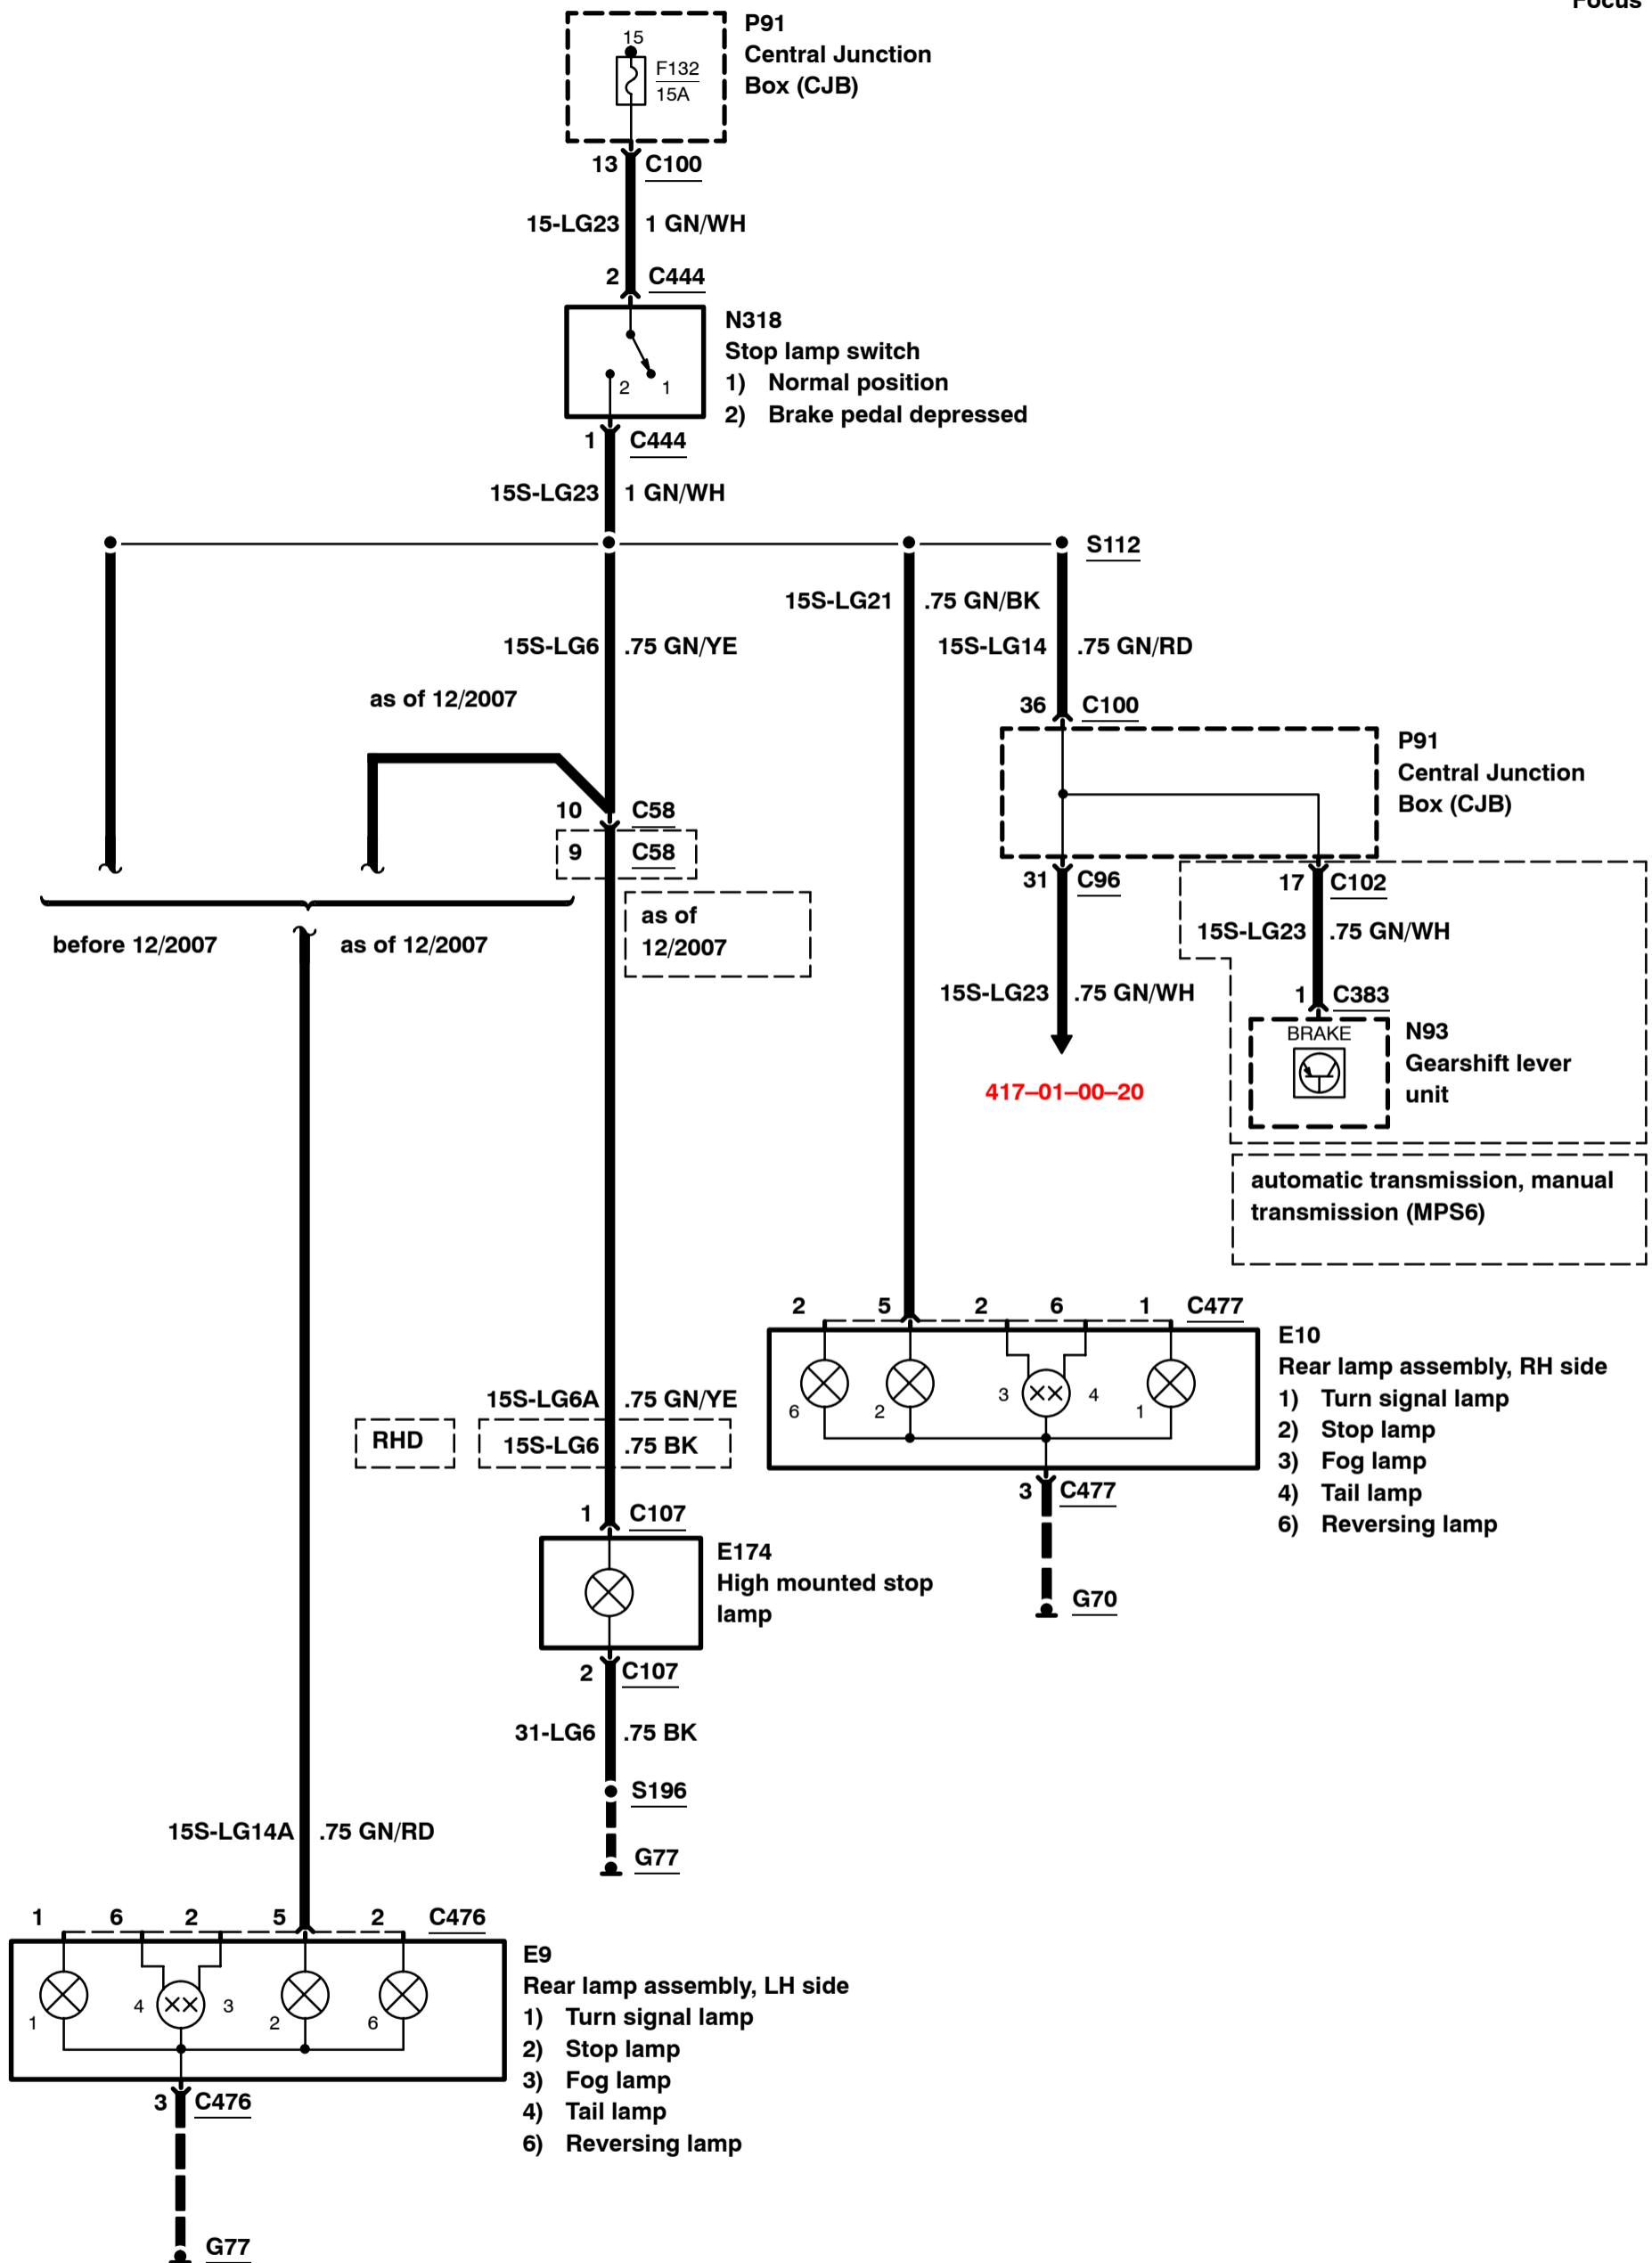 Focus
P91
Central Junction
Box (CJB)
15
F132
15A
13 C100
15-LG23 1 GN/WH
2 C444
N318
Stop lamp switch
1) Normal position
2) Brake pedal depressed
2 1
1 C444
15S-LG23 1 GN/WH
S112
15S-LG21 .75 GN/BK
15S-LG6 .75 GN/YE
15S-LG14 .75 GN/RD
as of 12/2007
36 C100
P91
Central Junction
Box (CJB)
10 C58
9 C58
31 C96
17 C102
as of
12/2007
before 12/2007
as of 12/2007
15S-LG23 .75 GN/WH
15S-LG23 .75 GN/WH
1 C383
BRAKE
N93
Gearshift lever
unit
417–01–00–20
automatic transmission, manual
transmission (MPS6)
2 5 2 6 1 C477
E10
Rear lamp assembly, RH side
1) Turn signal lamp
2) Stop lamp
3) Fog lamp
4) Tail lamp
6) Reversing lamp
6 2 3 4 1
15S-LG6A .75 GN/YE
RHD
15S-LG6 .75 BK
3 C477
1 C107
E174
High mounted stop
lamp
G70
2 C107
31-LG6 .75 BK
S196
15S-LG14A .75 GN/RD
G77
1 6 2 5 2 C476
E9
Rear lamp assembly, LH side
1) Turn signal lamp
2) Stop lamp
3) Fog lamp
4) Tail lamp
6) Reversing lamp
1 4 3 2 6
3 C476
G77